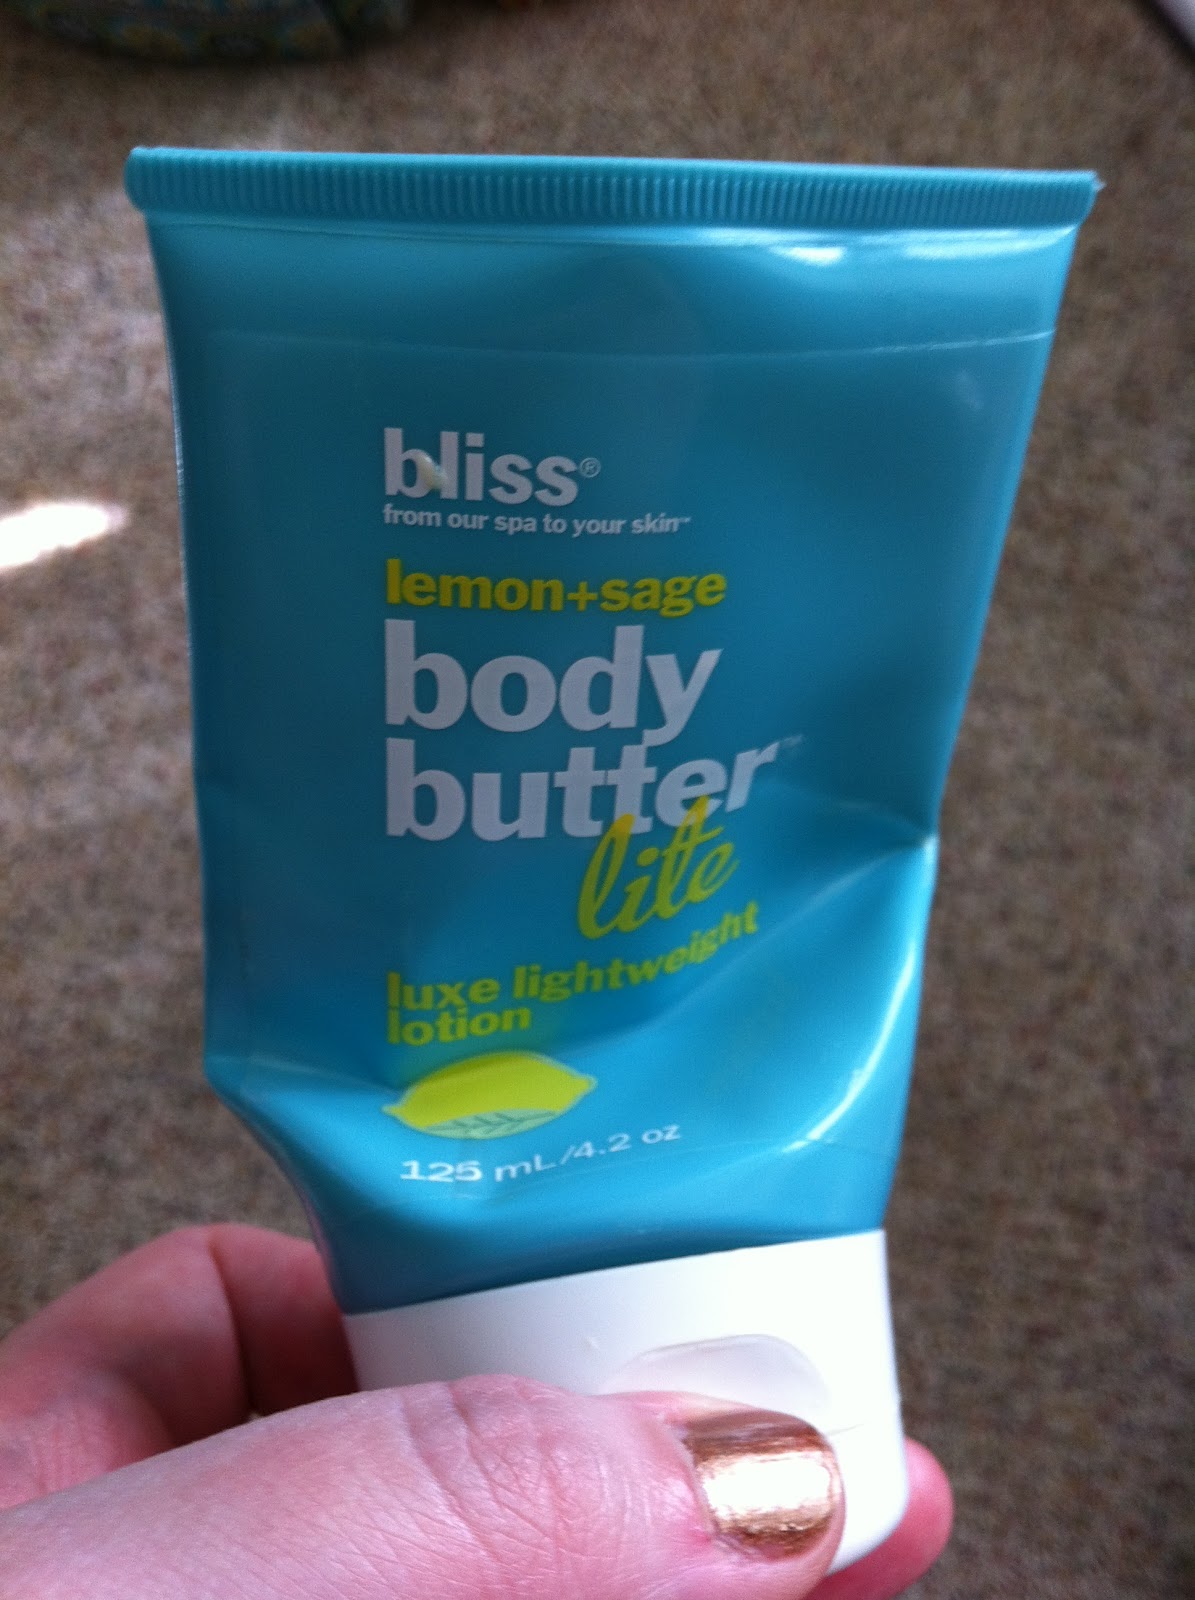 bliss®
from our spa to your skin™
lemon+sage
body
butter™
lite
luxe lightweight
lotion
125 mL/4.2 oz